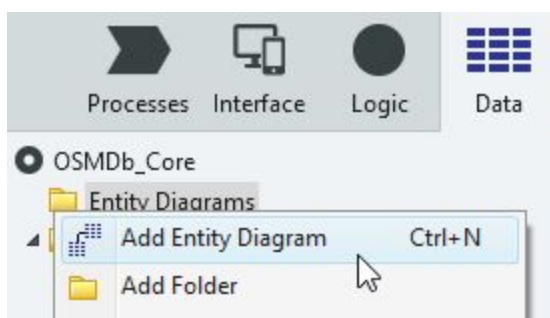 Processes Interface Logic Data
OSMDb_Core
Entity Diagrams
Add Entity Diagram Ctrl+N
Add Folder